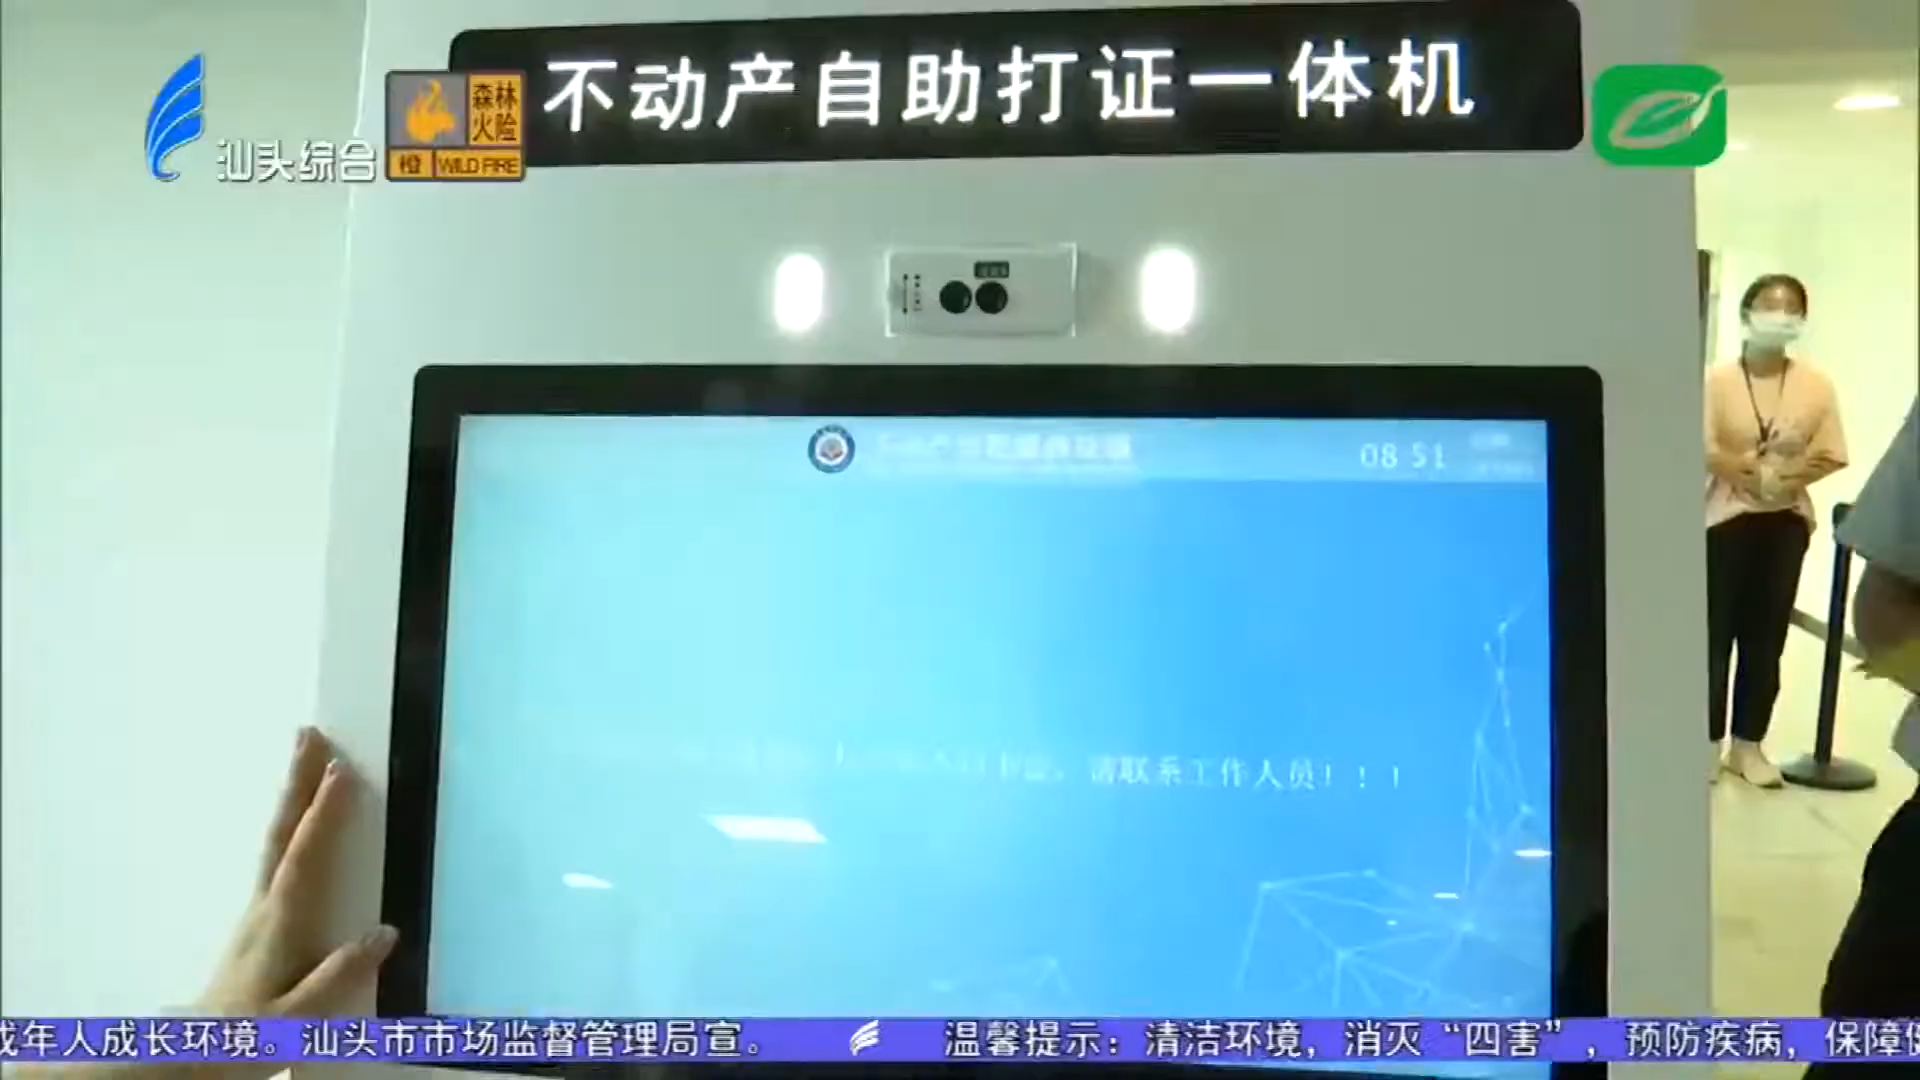 不动产自助打证一体机
汕头综合
森林
火险
橙 WILD FIRE
08 51
请联系工作人员！！！
成年人成长环境。汕头市市场监督管理局宣。 温馨提示：清洁环境，消灭“四害”，预防疾病，保障